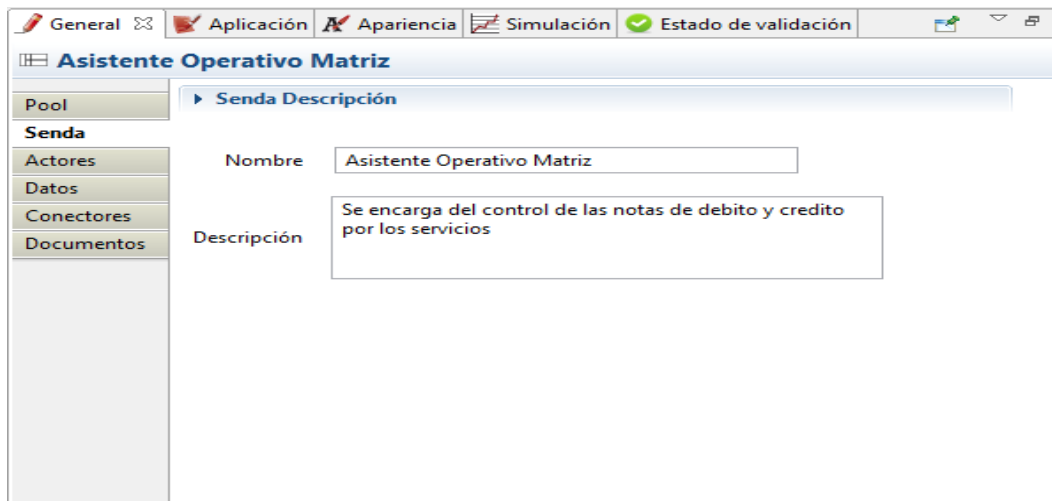 General Aplicación Apariencia Simulación Estado de validación
Asistente Operativo Matriz
Pool
Senda
Actores
Datos
Conectores
Documentos
Senda Descripción
Nombre Asistente Operativo Matriz
Descripción Se encarga del control de las notas de debito y credito
por los servicios